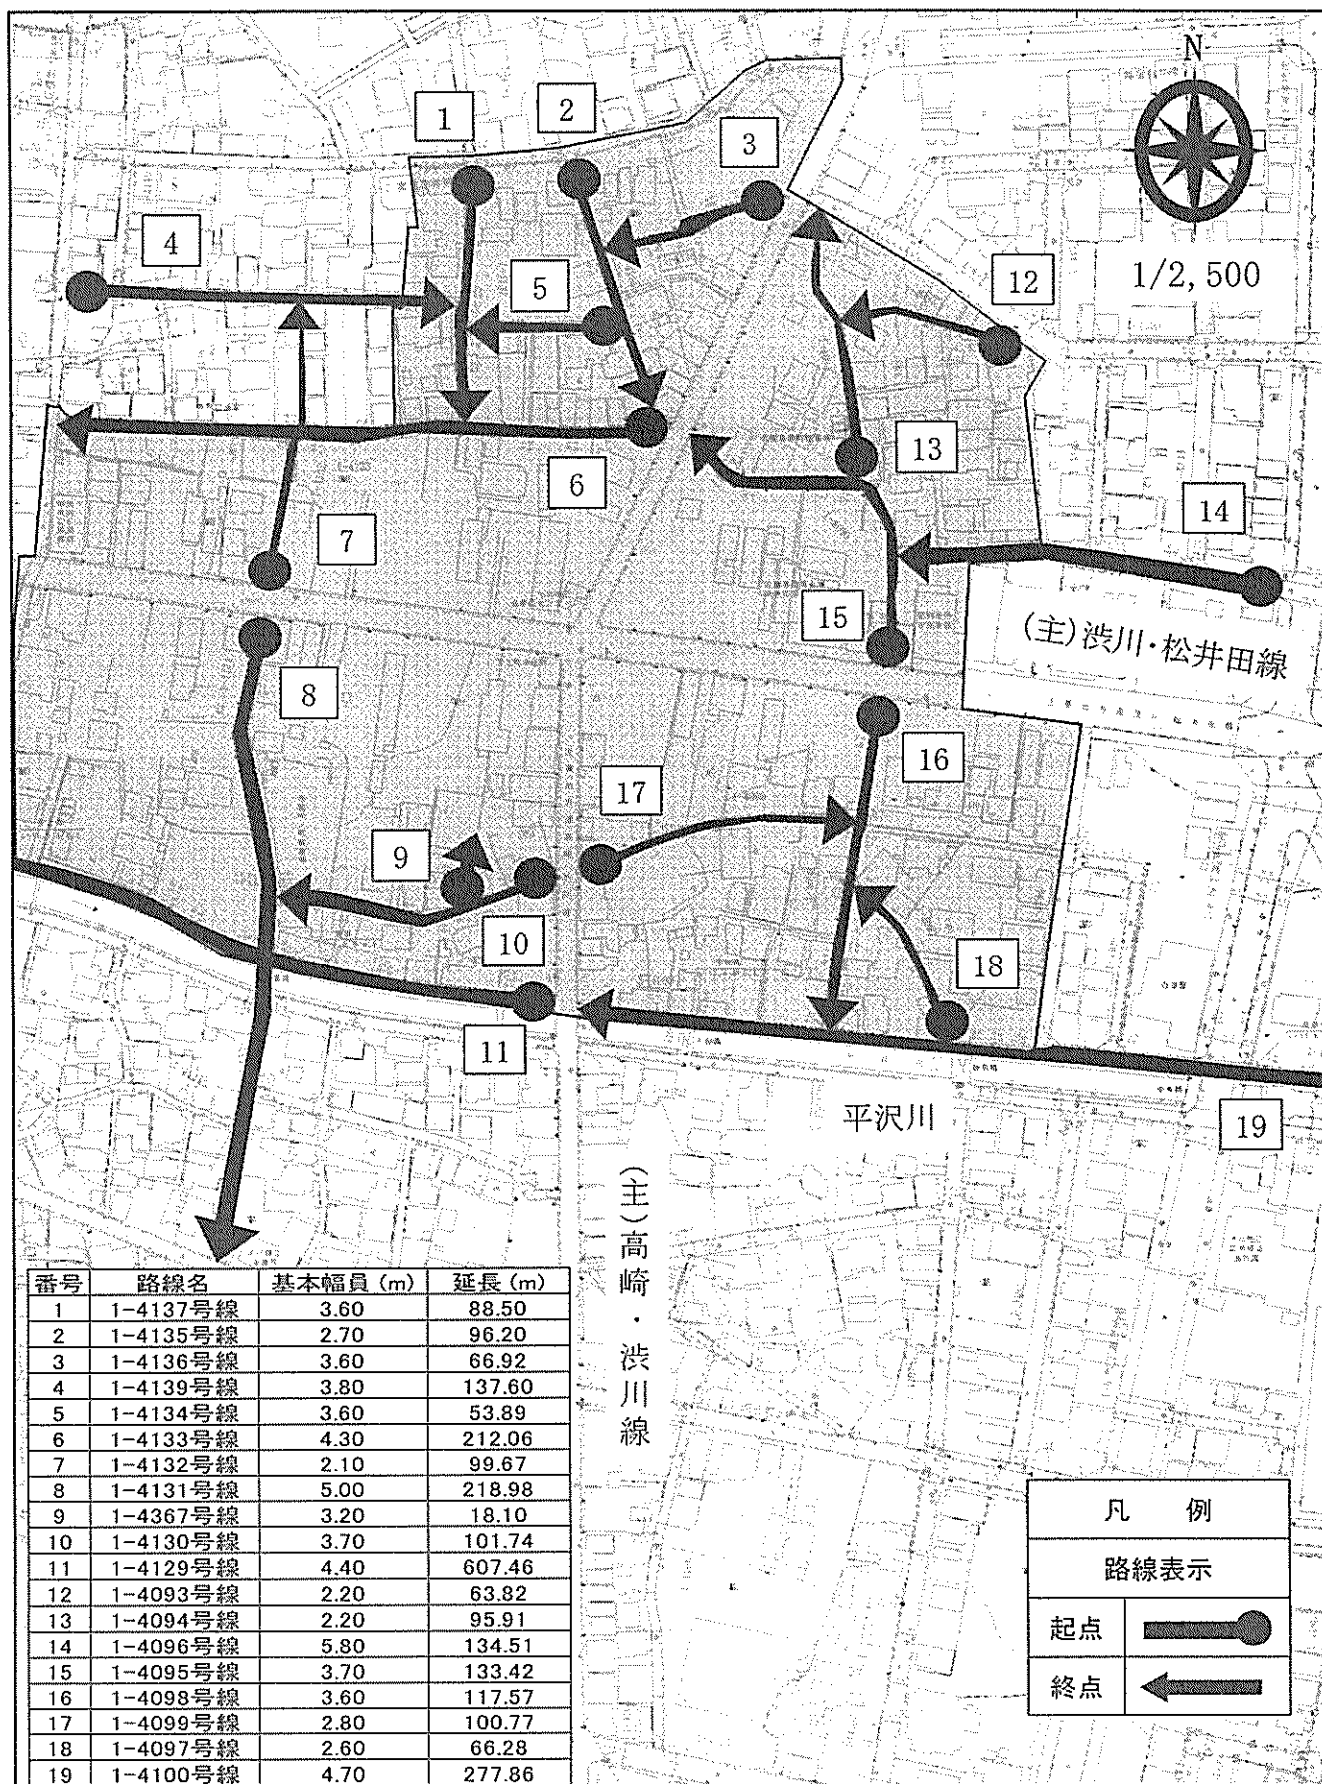 N
1/2,500
1
2
3
4
5
12
13
6
7
14
15
(主)渋川・松井田線
8
16
17
9
10
18
11
19
平沢川
(主)高崎・渋川線
番号 路線名 基本幅員(m) 延長(m)
1 1-4137号線 3.60 88.50
2 1-4135号線 2.70 96.20
3 1-4136号線 3.60 66.92
4 1-4139号線 3.80 137.60
5 1-4134号線 3.60 53.89
6 1-4133号線 4.30 212.06
7 1-4132号線 2.10 99.67
8 1-4131号線 5.00 218.98
9 1-4367号線 3.20 18.10
10 1-4130号線 3.70 101.74
11 1-4129号線 4.40 607.46
12 1-4093号線 2.20 63.82
13 1-4094号線 2.20 95.91
14 1-4096号線 5.80 134.51
15 1-4095号線 3.70 133.42
16 1-4098号線 3.60 117.57
17 1-4099号線 2.80 100.77
18 1-4097号線 2.60 66.28
19 1-4100号線 4.70 277.86
凡 例
路線表示
起点
終点